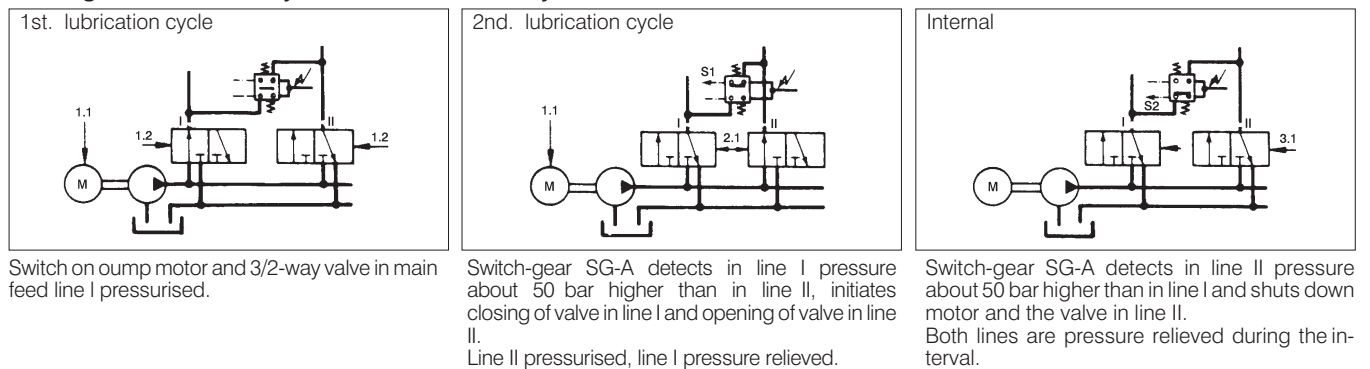 1st. lubrication cycle
1.1
1.2
I
II
1.2
M
Switch on oump motor and 3/2-way valve in main
feed line I pressurised.
2nd. lubrication cycle
S1
1.1
I
2.1
II
M
Switch-gear SG-A detects in line I pressure
about 50 bar higher than in line II, initiates
closing of valve in line I and opening of valve in line
II.
Line II pressurised, line I pressure relieved.
Internal
S2
I
II
3.1
M
Switch-gear SG-A detects in line II pressure
about 50 bar higher than in line I and shuts down
motor and the valve in line II.
Both lines are pressure relieved during the in-
terval.